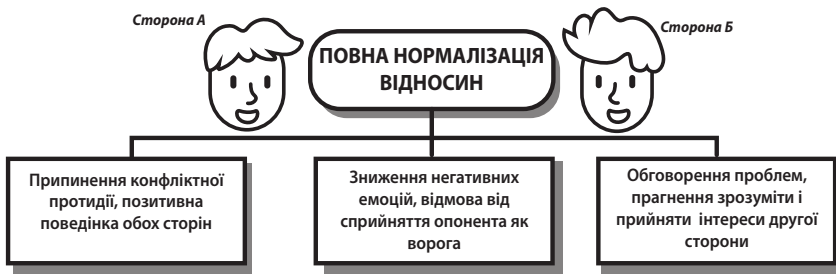 Сторона А
Сторона Б
ПОВНА НОРМАЛІЗАЦІЯ
ВІДНОСИН
Припинення конфліктної
протидії, позитивна
поведінка обох сторін
Зниження негативних
емоцій, відмова від
сприйняття опонента як
ворога
Обговорення проблем,
прагнення зрозуміти і
прийняти інтереси другої
сторони